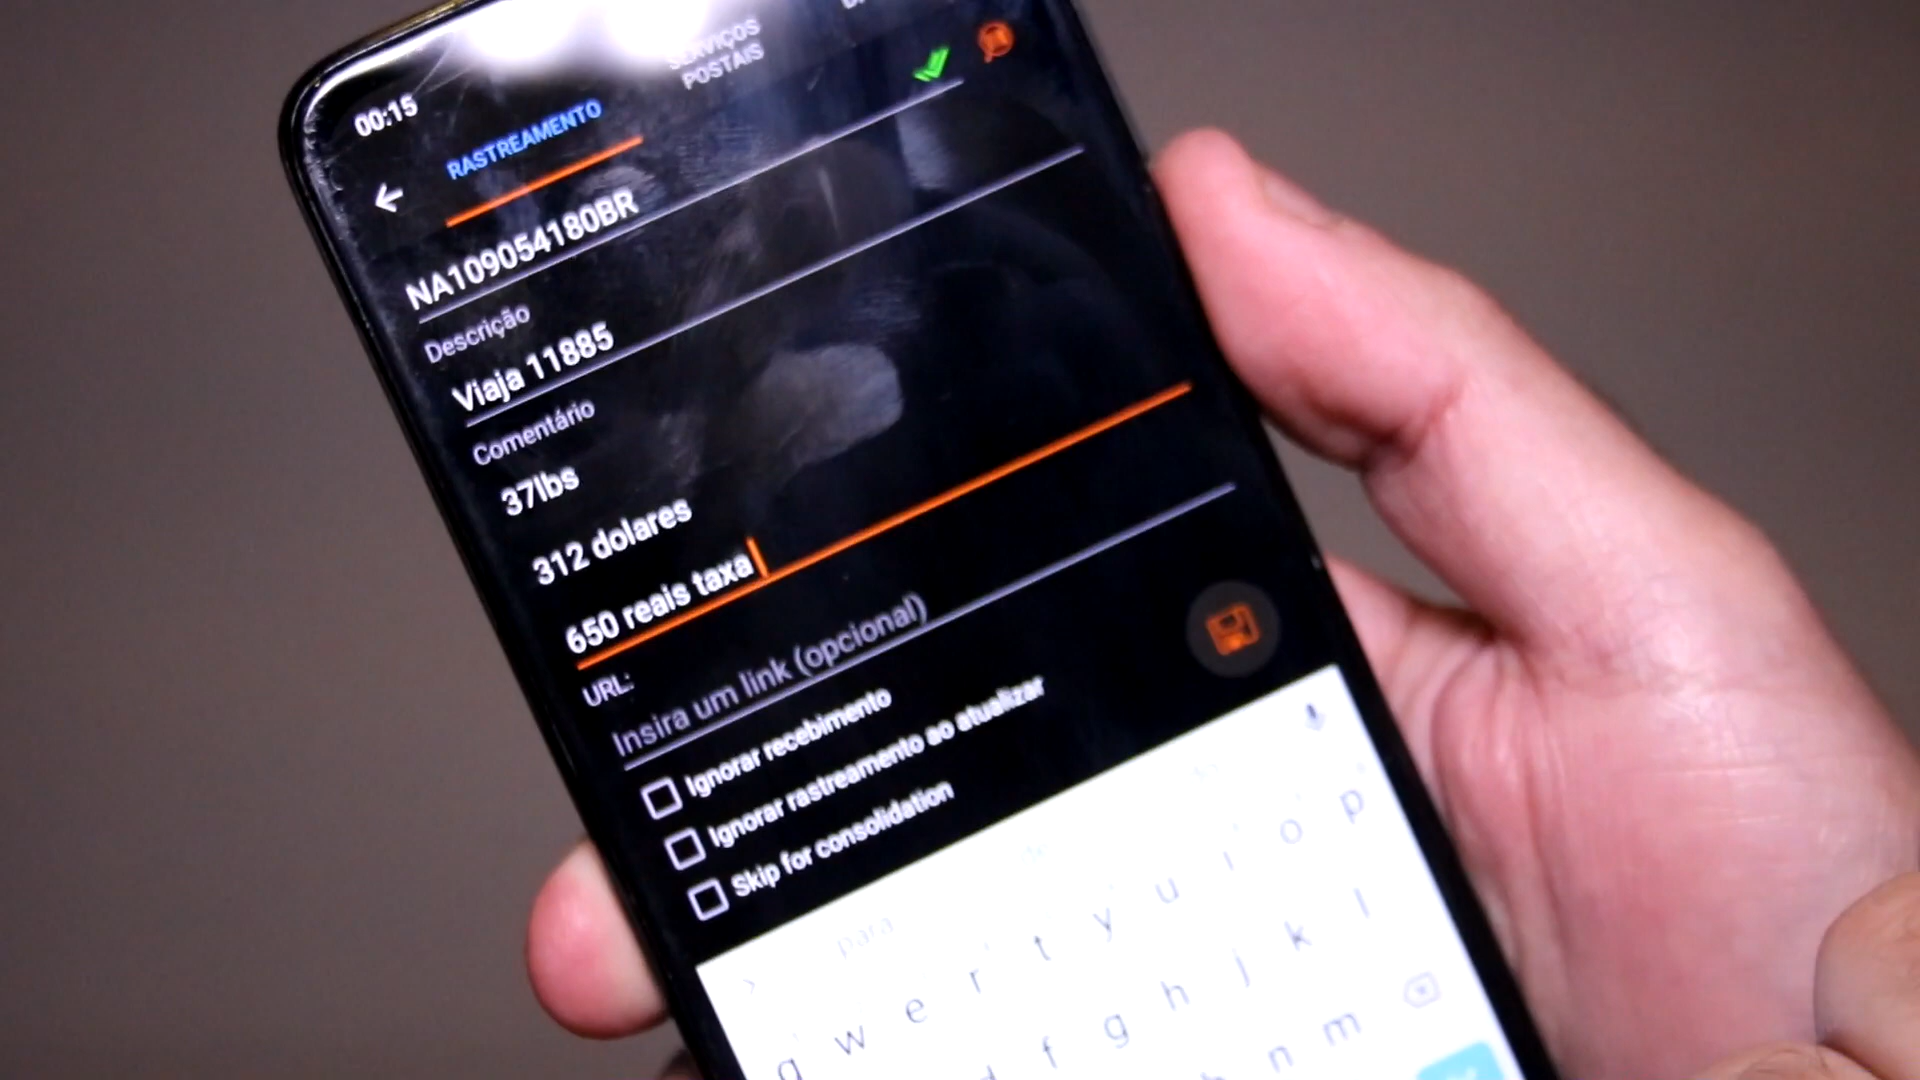 00:15
RASTREAMENTO
SERVIÇOS
POSTAIS
NA109054180BR
Descrição
Viaja 11885
Comentário
37lbs
312 dolares
650 reais taxa
URL:
Insira um link (opcional)
Ignorar recebimento
Ignorar rastreamento ao atualizar
Skip for consolidation
para
q w e r t y u i o p
d f g h j k l
b n m